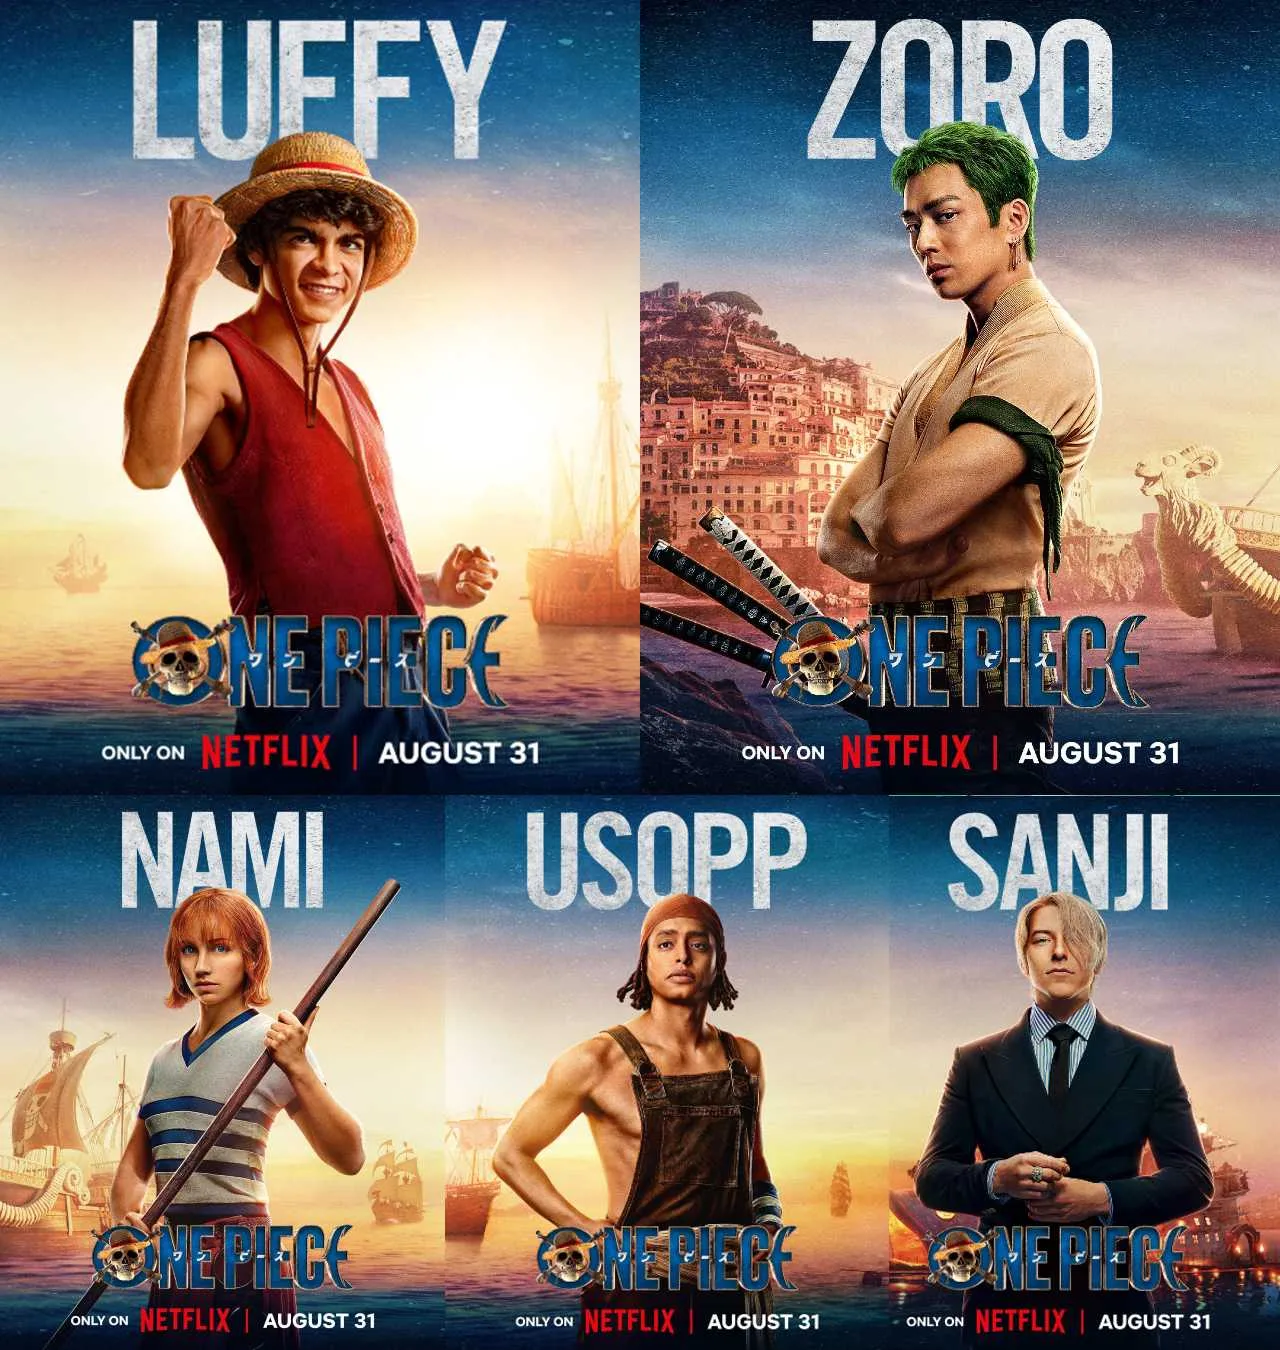 LUFFY
ONE PIECE
ワンピース
ONLY ON NETFLIX | AUGUST 31
ZORO
ONE PIECE
ワンピース
ONLY ON NETFLIX | AUGUST 31
NAMI
ONE PIECE
ワンピース
ONLY ON NETFLIX | AUGUST 31
USOPP
ONE PIECE
ワンピース
ONLY ON NETFLIX | AUGUST 31
SANJI
ONE PIECE
ワンピース
ONLY ON NETFLIX | AUGUST 31